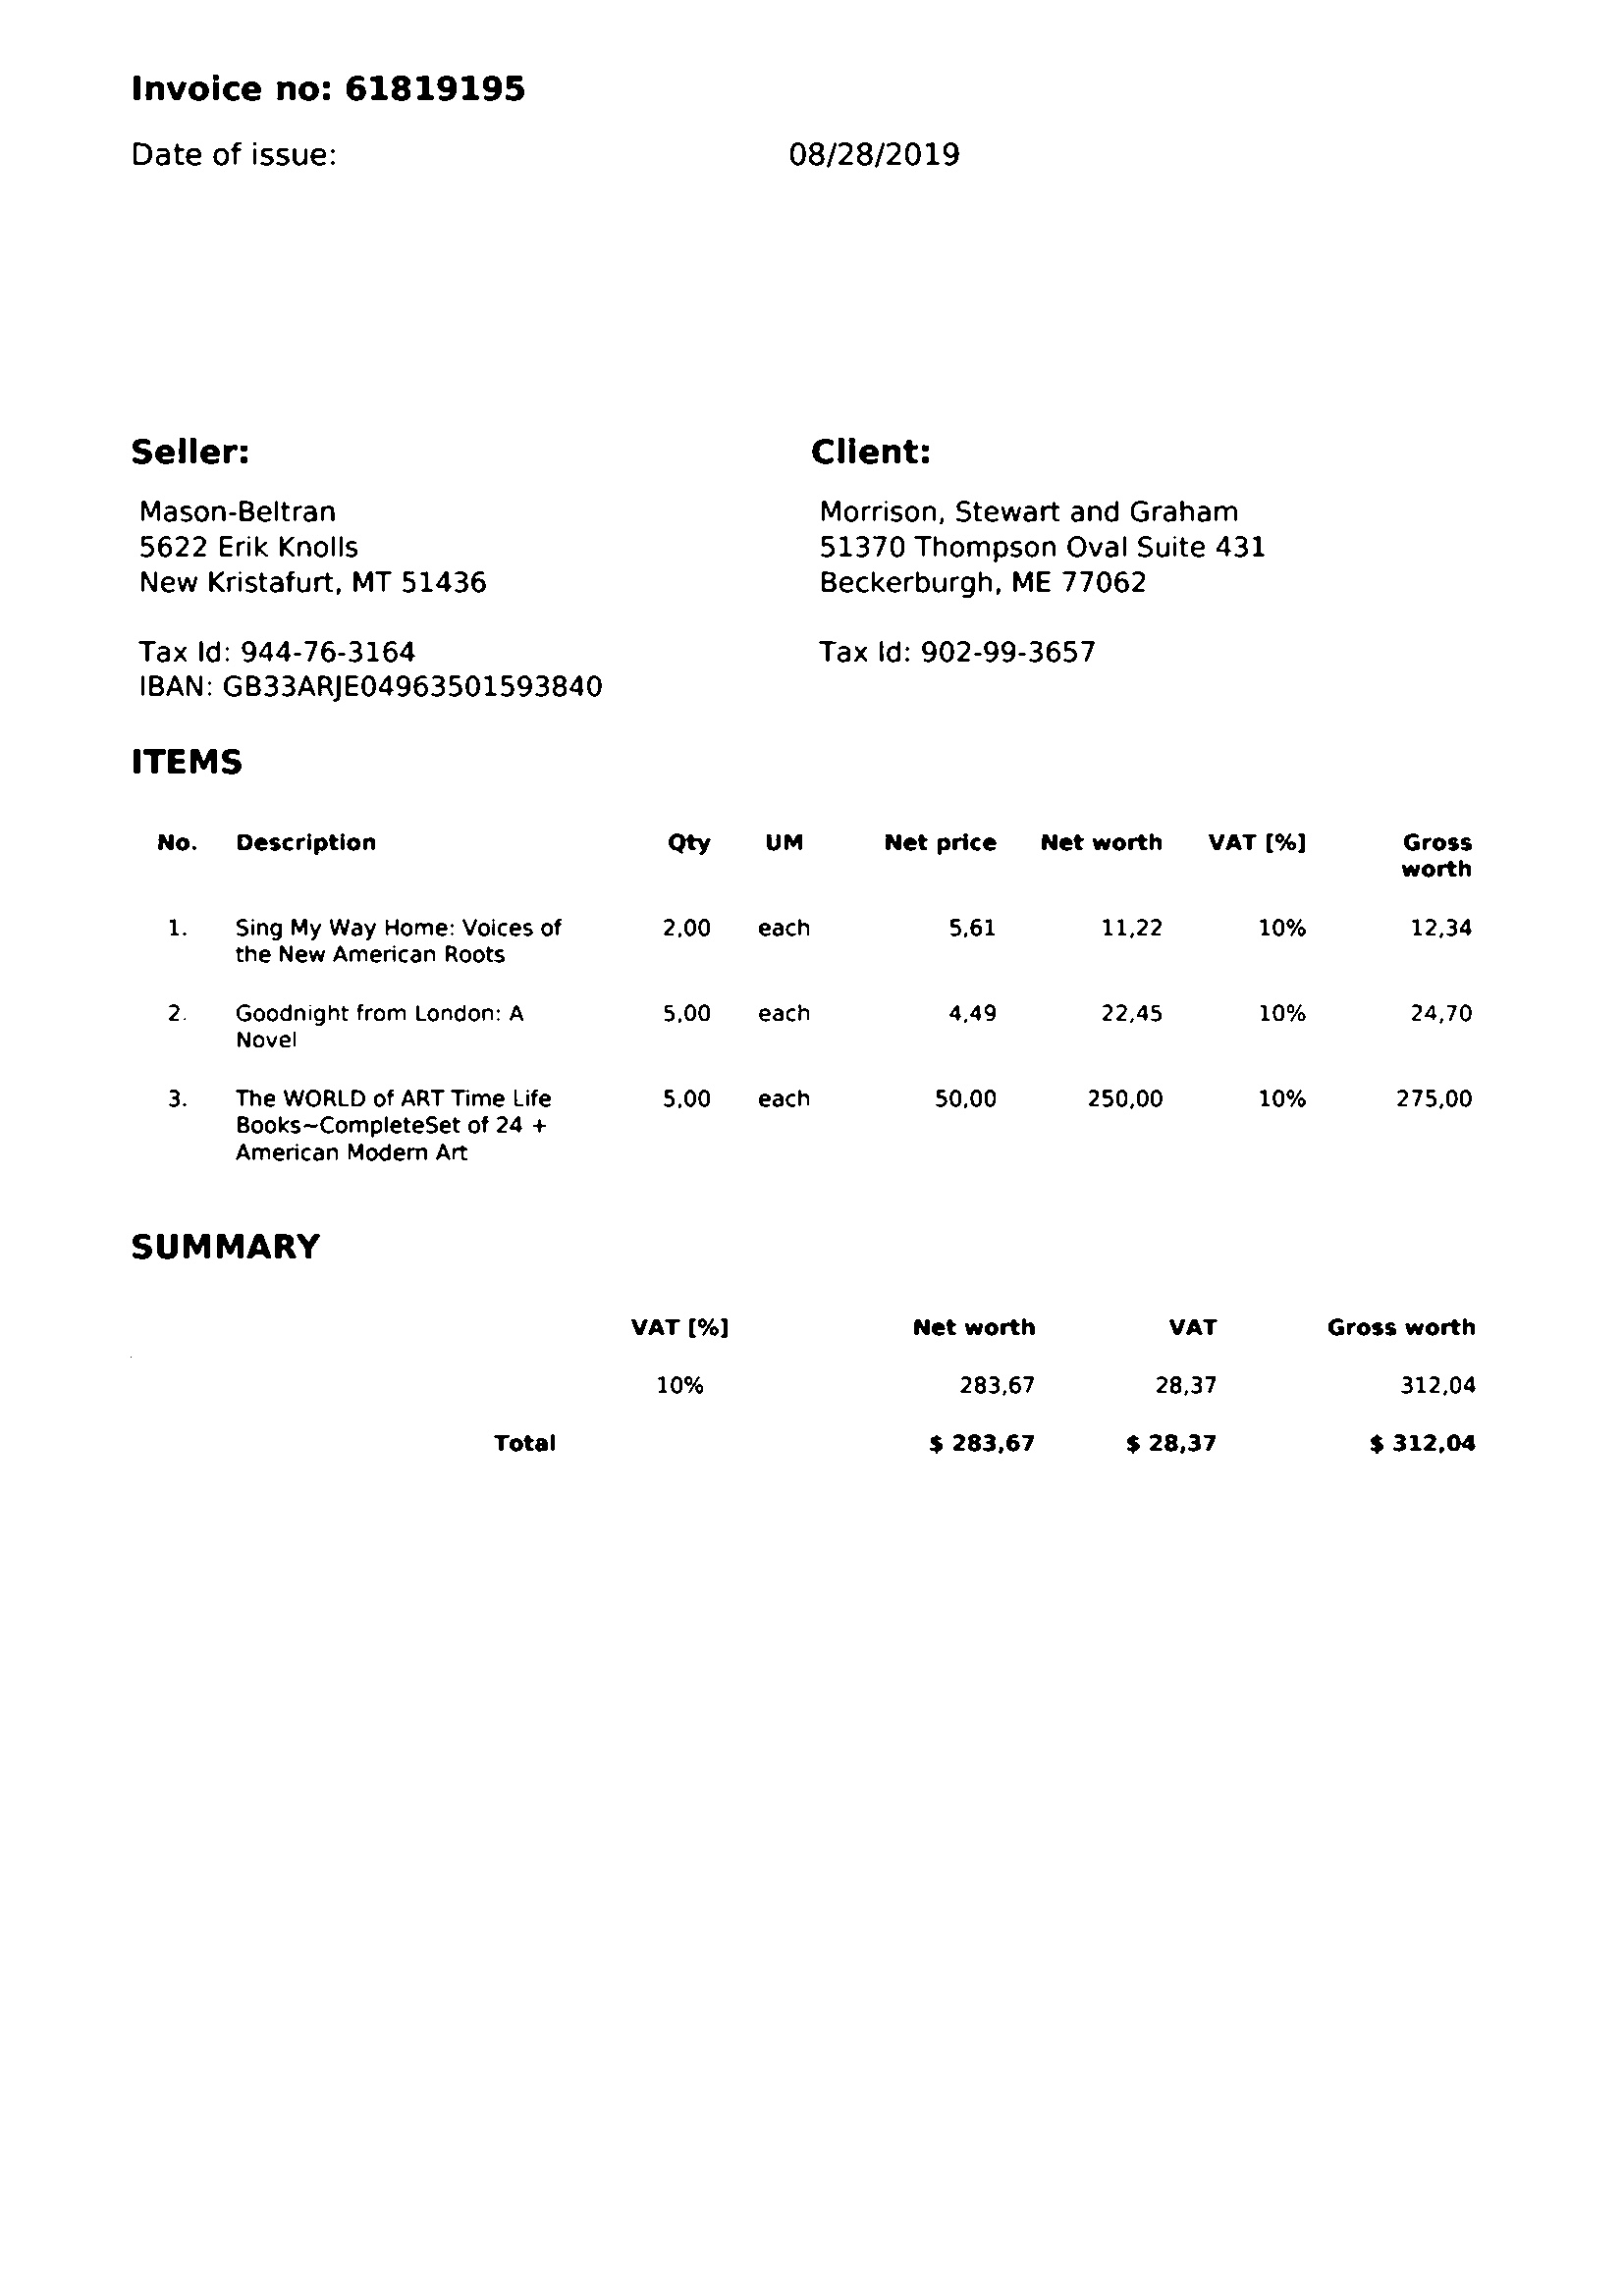 Invoice no: 61819195
Date of issue: 08/28/2019
Seller:
Mason-Beltran
5622 Erik Knolls
New Kristafurt, MT 51436
Tax Id: 944-76-3164
IBAN: GB33ARJE04963501593840
Client:
Morrison, Stewart and Graham
51370 Thompson Oval Suite 431
Beckerburgh, ME 77062
Tax Id: 902-99-3657
ITEMS
No. Description Qty UM Net price Net worth VAT [%] Gross
worth
1. Sing My Way Home: Voices of 2,00 each 5,61 11,22 10% 12,34
the New American Roots
2. Goodnight from London: A 5,00 each 4,49 22,45 10% 24,70
Novel
3. The WORLD of ART Time Life 5,00 each 50,00 250,00 10% 275,00
Books~CompleteSet of 24 +
American Modern Art
SUMMARY
VAT [%] Net worth VAT Gross worth
10% 283,67 28,37 312,04
Total $ 283,67 $ 28,37 $ 312,04